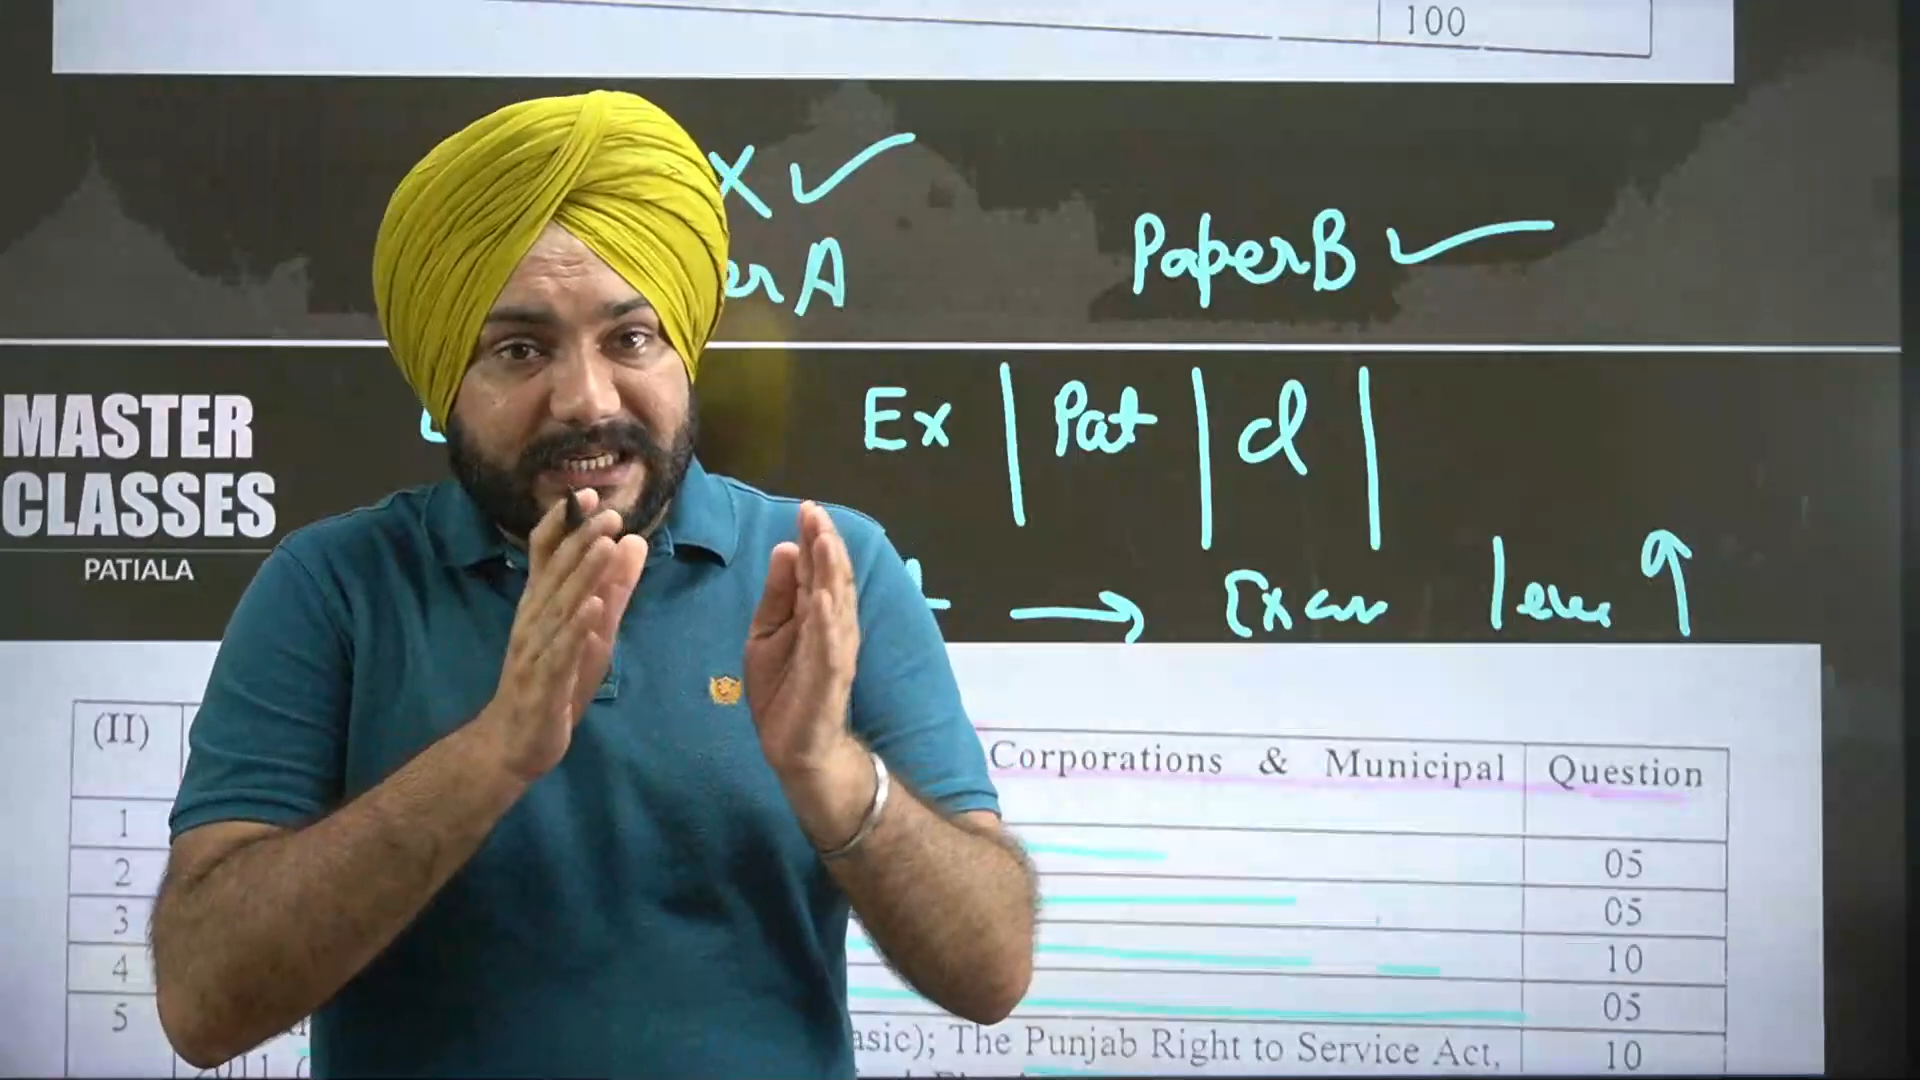 100
X
er A
Paper B
MASTER
CLASSES
PATIALA
Ex | Pat | d |
→ Exam level ↑
(II) Corporations & Municipal Question
1
2 05
3 05
4 10
5 05
asic); The Punjab Right to Service Act, 10
2011